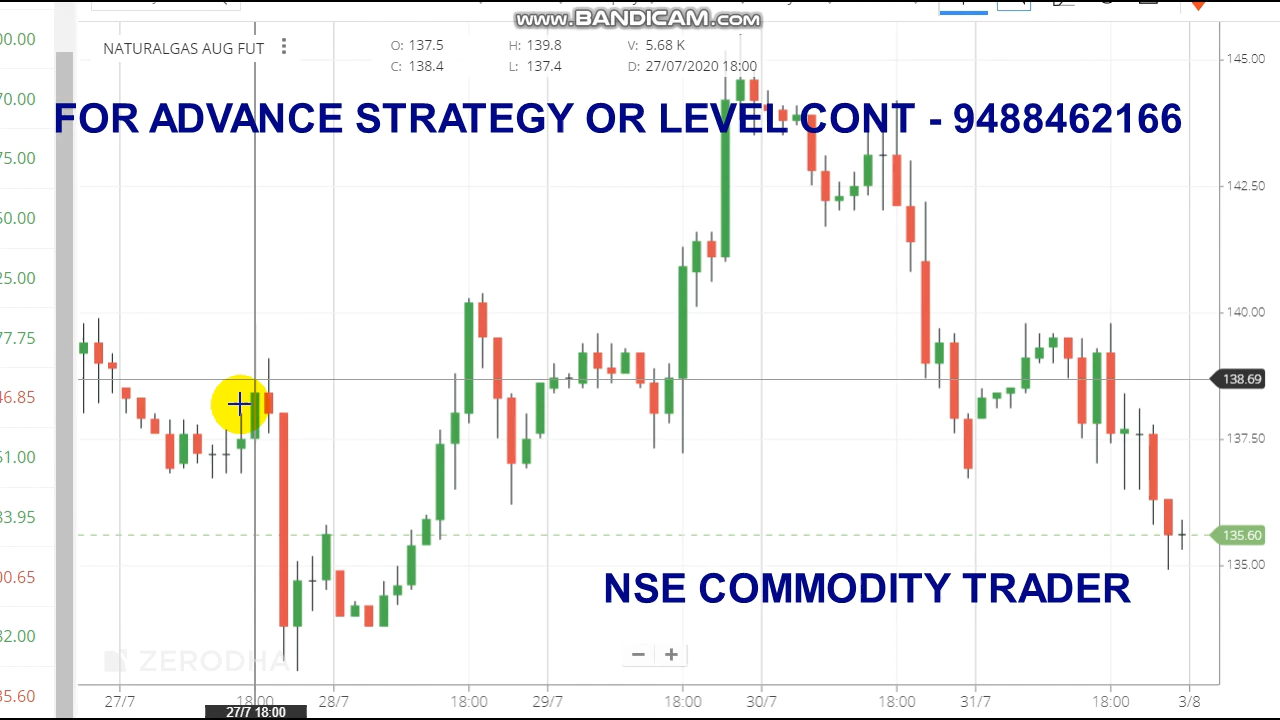 www.BANDICAM.com
NATURALGAS AUG FUT
O: 137.5 H: 139.8 V: 5.68 K
C: 138.4 L: 137.4 D: 27/07/2020 18:00
FOR ADVANCE STRATEGY OR LEVEL CONT - 9488462166
145.00
142.50
140.00
138.69
137.50
135.60
135.00
NSE COMMODITY TRADER
ZERODHA
27/7 18:00 28/7 18:00 29/7 18:00 30/7 18:00 31/7 18:00 3/8
27/7 18:00